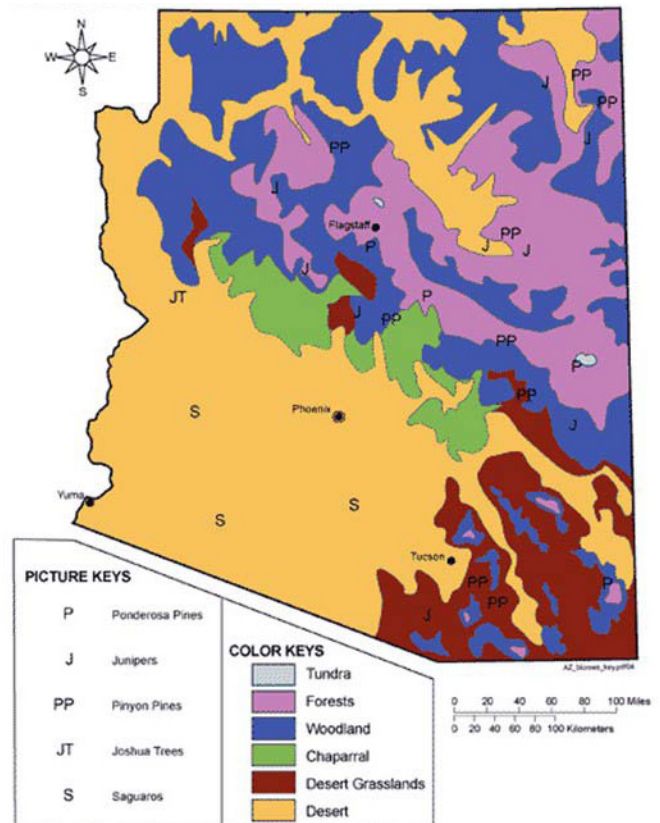 N
W E
S
J PP
PP
J
PP
J
Flagstaff
PP
P
J J
JT
J
P
J PP
PP
P
PP
S
Phoenix
J
Yuma
S
S
Tucson
PP
P
J
PP
AZ_biomes_key.pdf06
PICTURE KEYS
P Ponderosa Pines
J Junipers
PP Pinyon Pines
JT Joshua Trees
S Saguaros
COLOR KEYS
Tundra
Forests
Woodland
Chaparral
Desert Grasslands
Desert
0 20 40 60 80 100 Miles
0 20 40 60 80 100 Kilometers